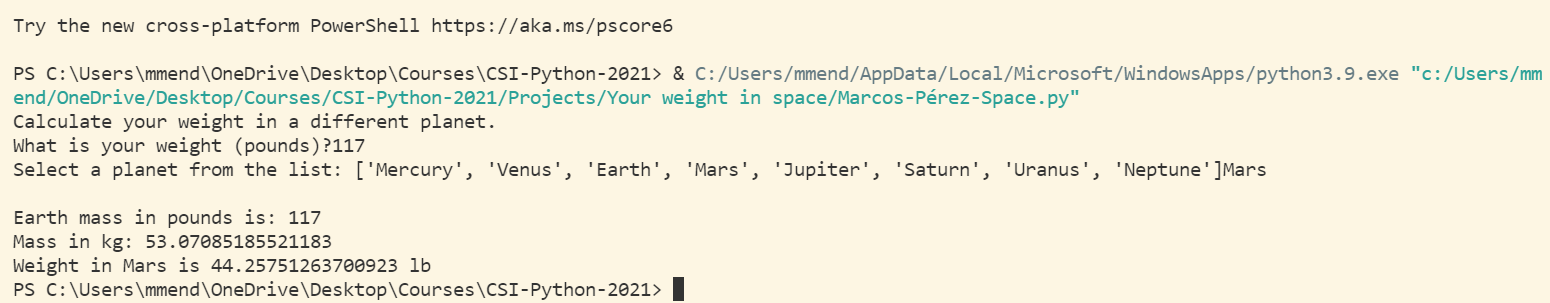 Try the new cross-platform PowerShell https://aka.ms/pscore6
PS C:\Users\mmend\OneDrive\Desktop\Courses\CSI-Python-2021> & C:/Users/mmend/AppData/Local/Microsoft/WindowsApps/python3.9.exe "c:/Users/mm
end/OneDrive/Desktop/Courses/CSI-Python-2021/Projects/Your weight in space/Marcos-Pérez-Space.py"
Calculate your weight in a different planet.
What is your weight (pounds)?117
Select a planet from the list: ['Mercury', 'Venus', 'Earth', 'Mars', 'Jupiter', 'Saturn', 'Uranus', 'Neptune']Mars
Earth mass in pounds is: 117
Mass in kg: 53.07085185521183
Weight in Mars is 44.25751263700923 lb
PS C:\Users\mmend\OneDrive\Desktop\Courses\CSI-Python-2021>